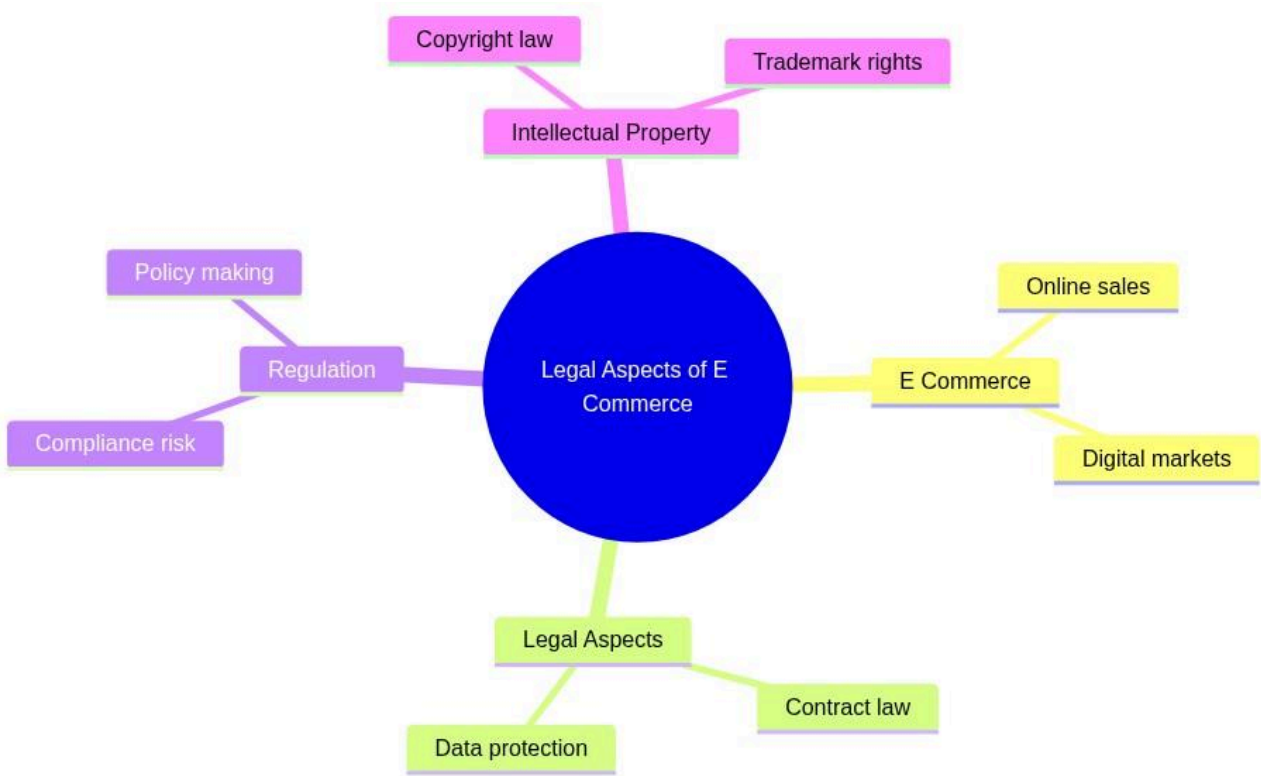 Copyright law
Trademark rights
Intellectual Property
Policy making
Online sales
Regulation
Legal Aspects of E
Commerce
E Commerce
Compliance risk
Digital markets
Legal Aspects
Contract law
Data protection